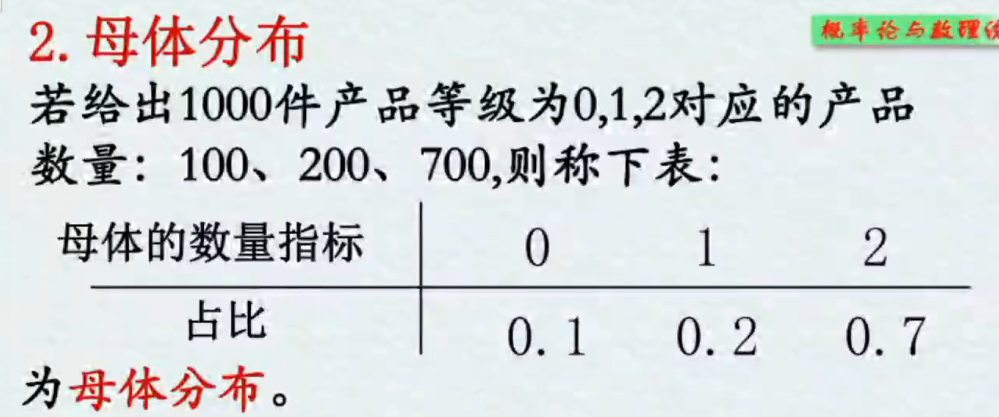 2. 母体分布
概率论与数理统
若给出1000件产品等级为0,1,2对应的产品
数量：100、200、700,则称下表：
母体的数量指标 0 1 2
占比 0.1 0.2 0.7
为母体分布。